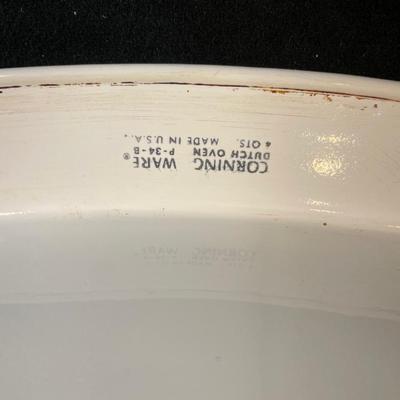 CORNING WARE®
DUTCH OVEN P-34-B
4 QTS. MADE IN U.S.A.